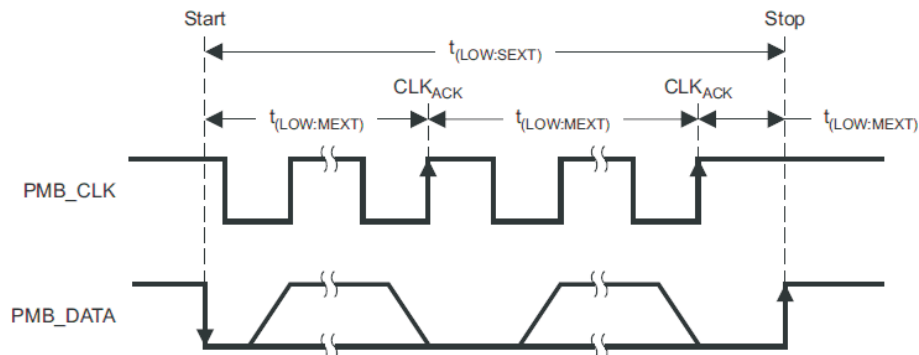 Start Stop
t(LOW:SEXT)
CLKACK CLKACK
t(LOW:MEXT) t(LOW:MEXT) t(LOW:MEXT)
PMB_CLK
PMB_DATA